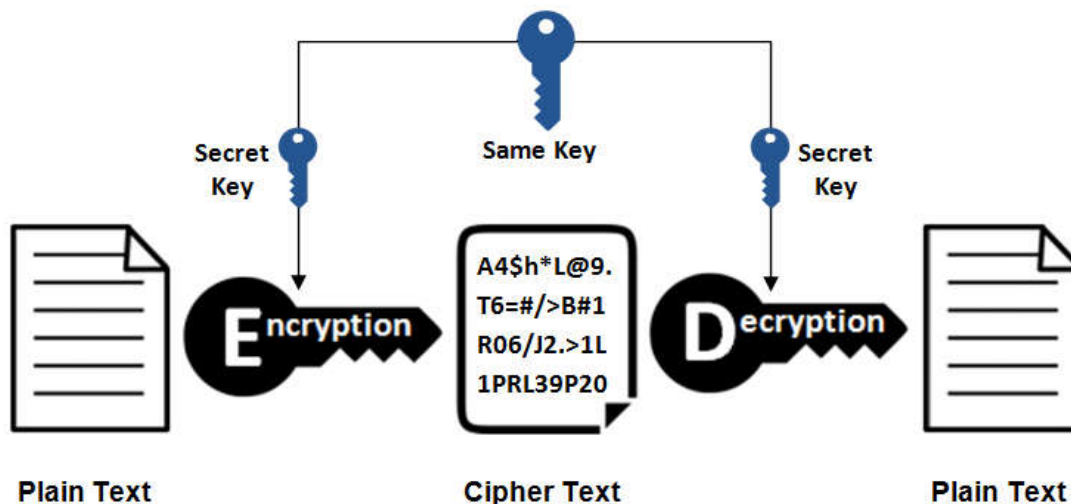 Same Key
Secret
Key
Secret
Key
Encryption
A4$h*L@9.
T6=#/>B#1
R06/J2.>1L
1PRL39P20
Decryption
Plain Text
Cipher Text
Plain Text